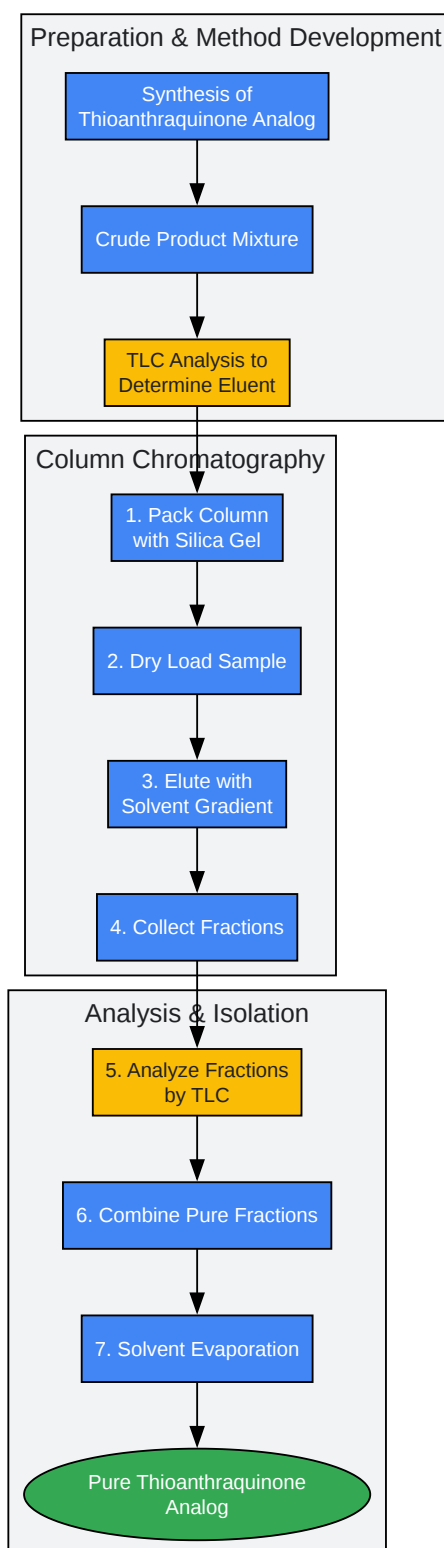 Preparation & Method Development
Synthesis of
Thioanthraquinone Analog
Crude Product Mixture
TLC Analysis to
Determine Eluent
Column Chromatography
1. Pack Column
with Silica Gel
2. Dry Load Sample
3. Elute with
Solvent Gradient
4. Collect Fractions
Analysis & Isolation
5. Analyze Fractions
by TLC
6. Combine Pure Fractions
7. Solvent Evaporation
Pure Thioanthraquinone
Analog